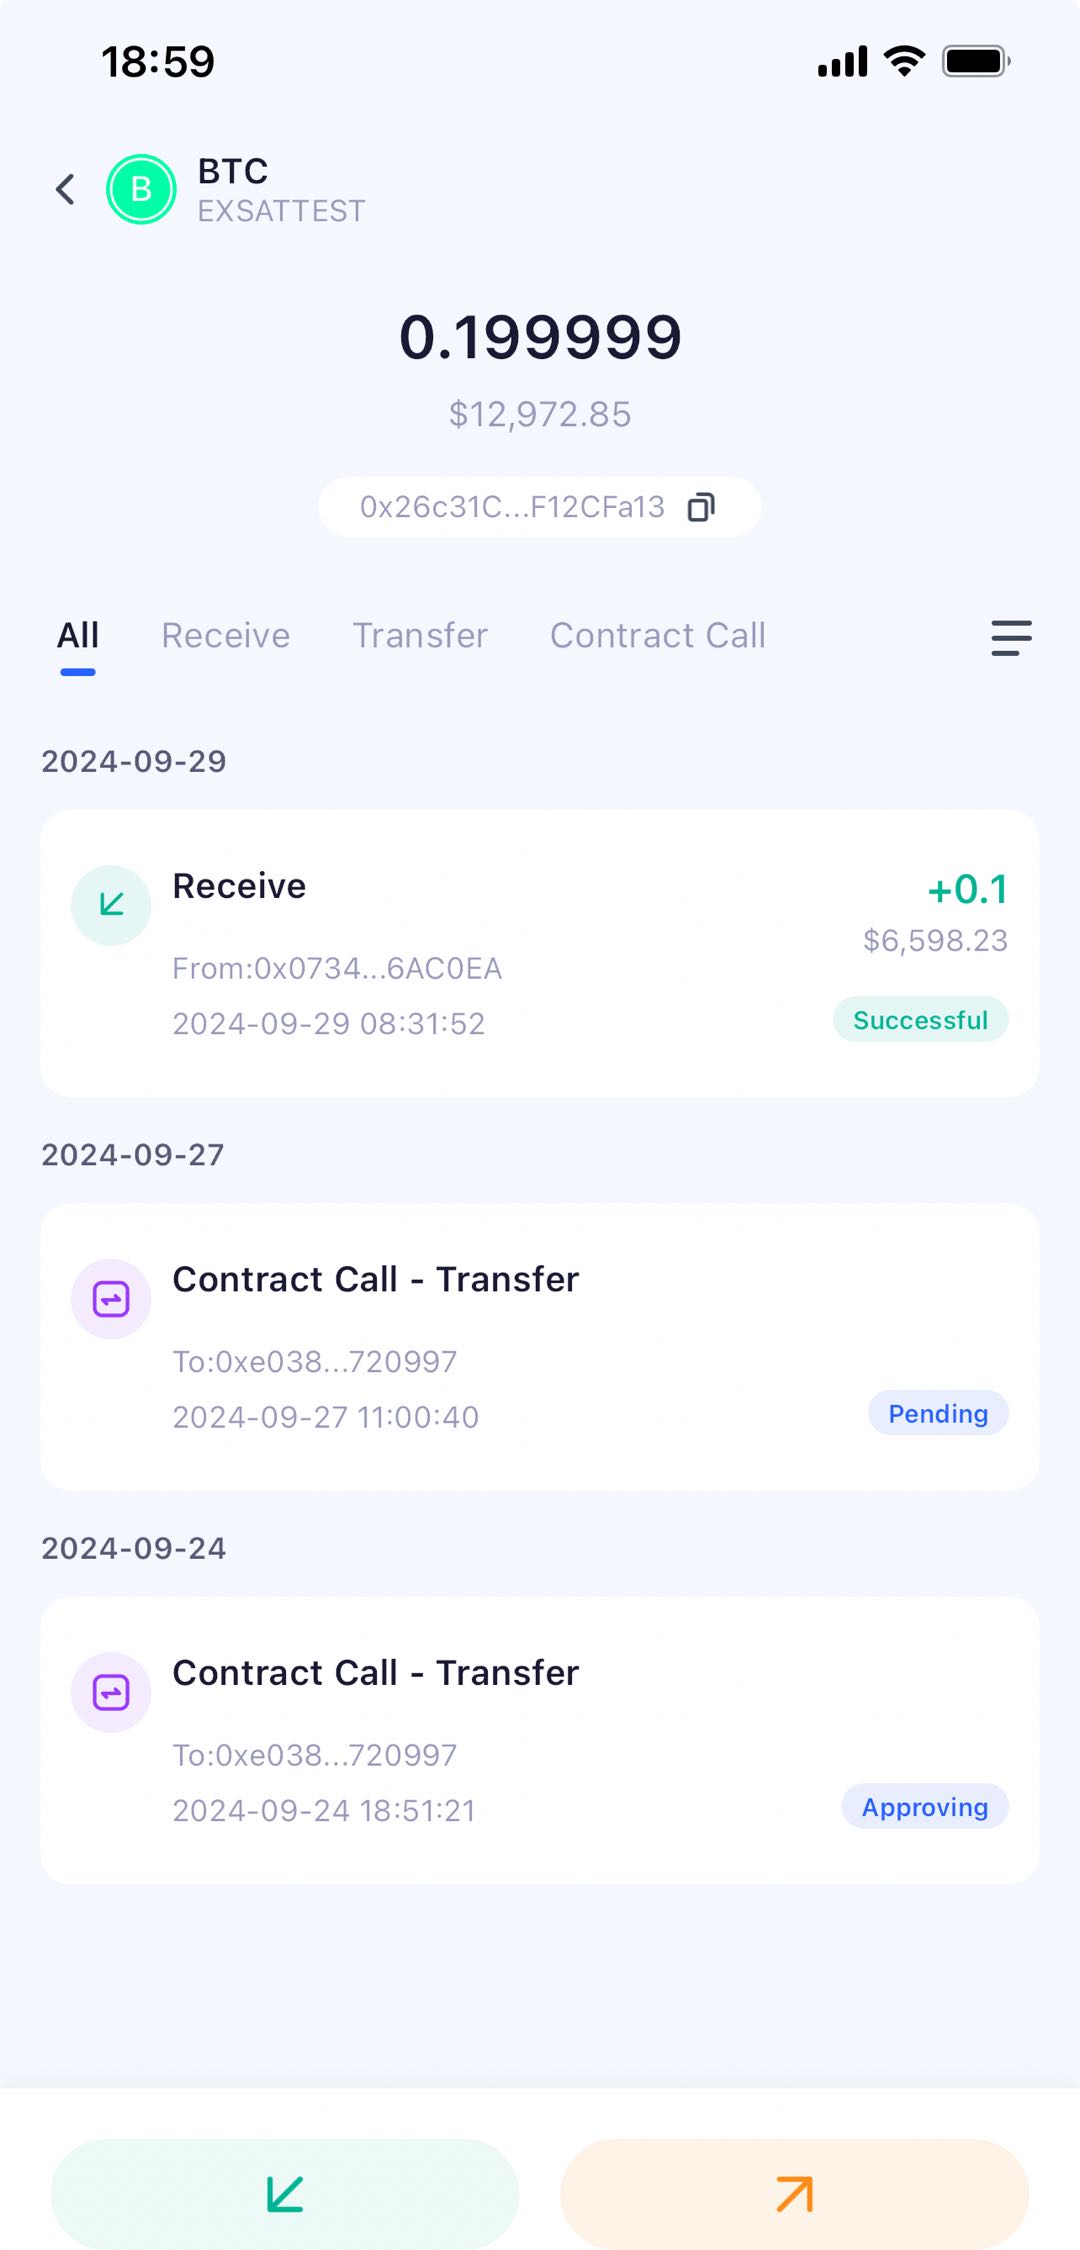 18:59
B
BTC
EXSATTEST
0.199999
$12,972.85
0x26c31C...F12CFa13
All Receive Transfer Contract Call
2024-09-29
Receive
+0.1
$6,598.23
From:0x0734...6AC0EA
2024-09-29 08:31:52
Successful
2024-09-27
Contract Call - Transfer
To:0xe038...720997
2024-09-27 11:00:40
Pending
2024-09-24
Contract Call - Transfer
To:0xe038...720997
2024-09-24 18:51:21
Approving